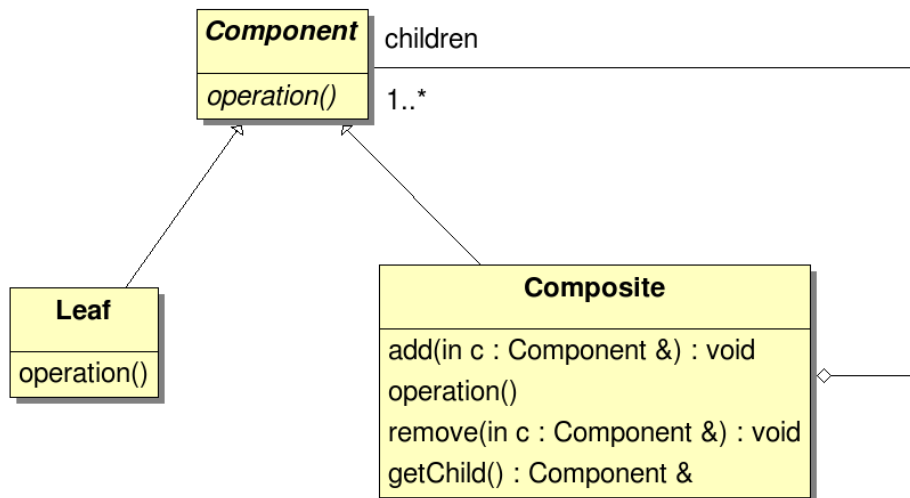 Component
operation()
children
1..*
Leaf
operation()
Composite
add(in c : Component &) : void
operation()
remove(in c : Component &) : void
getChild() : Component &